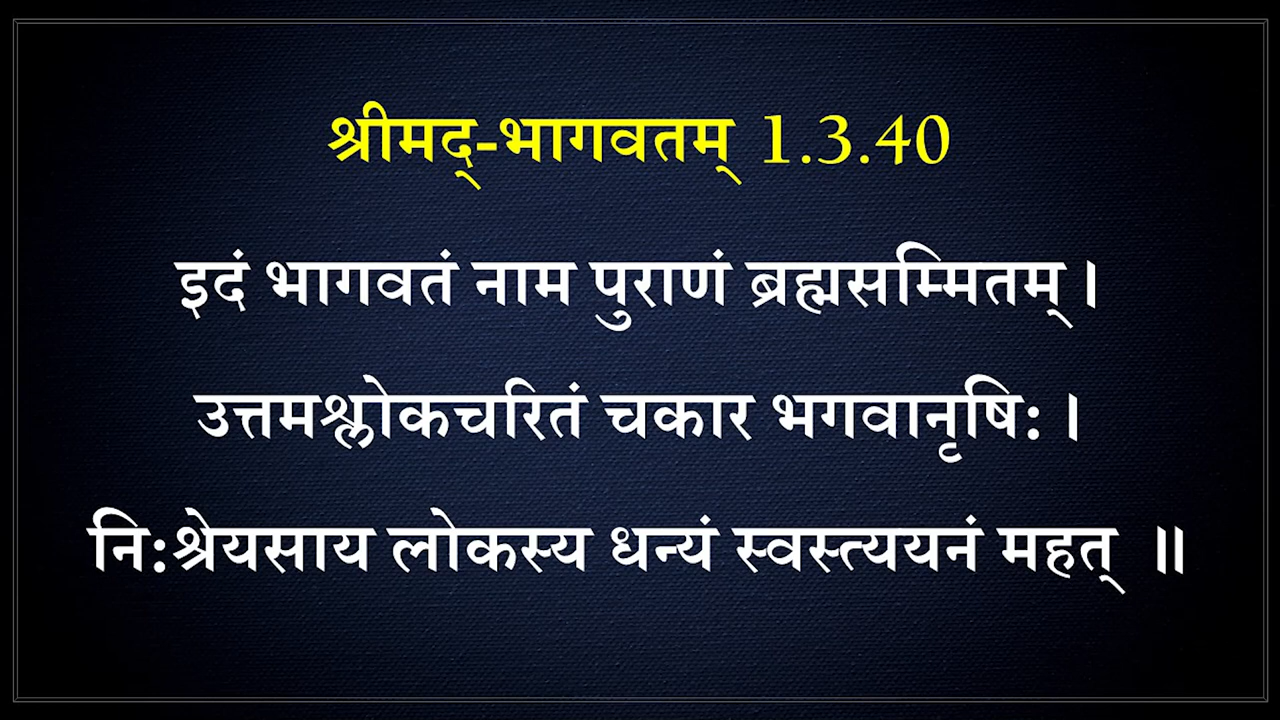 श्रीमद्-भागवतम् 1.3.40
इदं भागवतं नाम पुराणं ब्रह्मसम्मितम् ।
उत्तमश्लोकचरितं चकार भगवानृषिः ।
निःश्रेयसाय लोकस्य धन्यं स्वस्त्ययनं महत् ॥